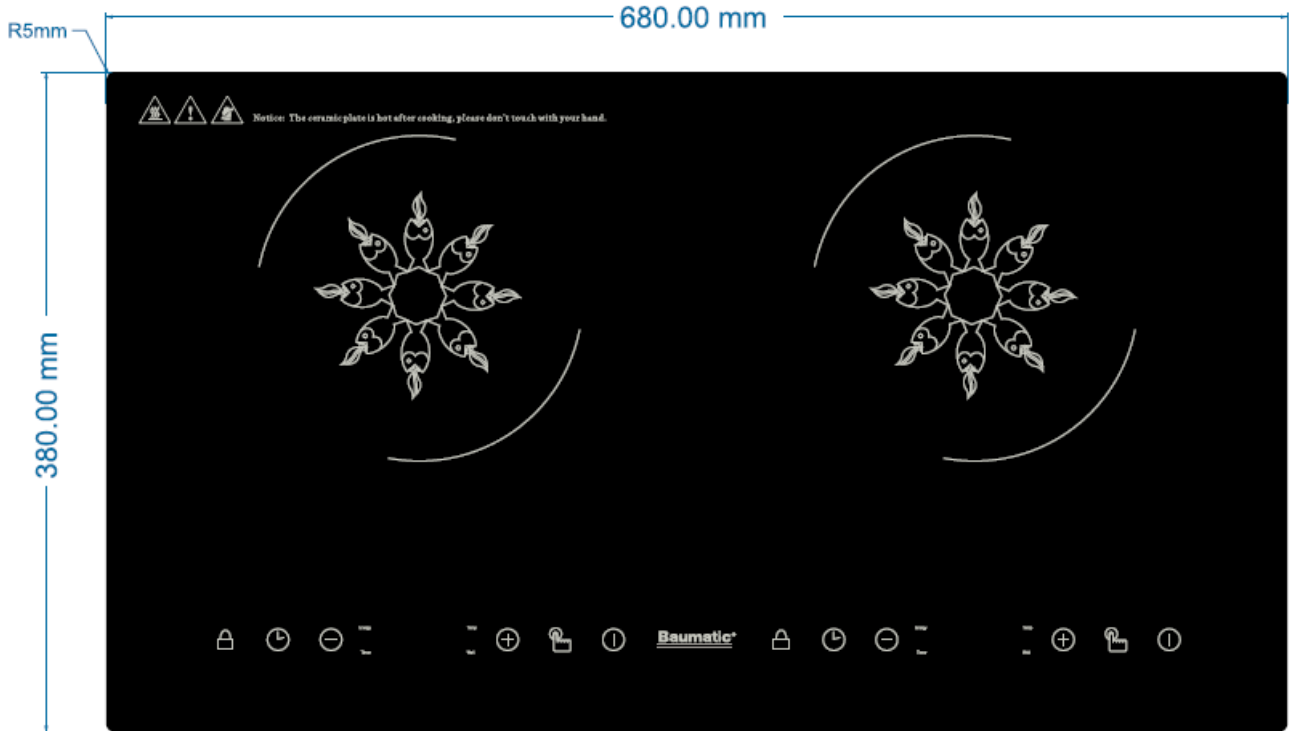 680.00 mm
R5mm
Notice: The ceramic plate is hot after cooking, please don't touch with your hand.
380.00 mm
Baumatic